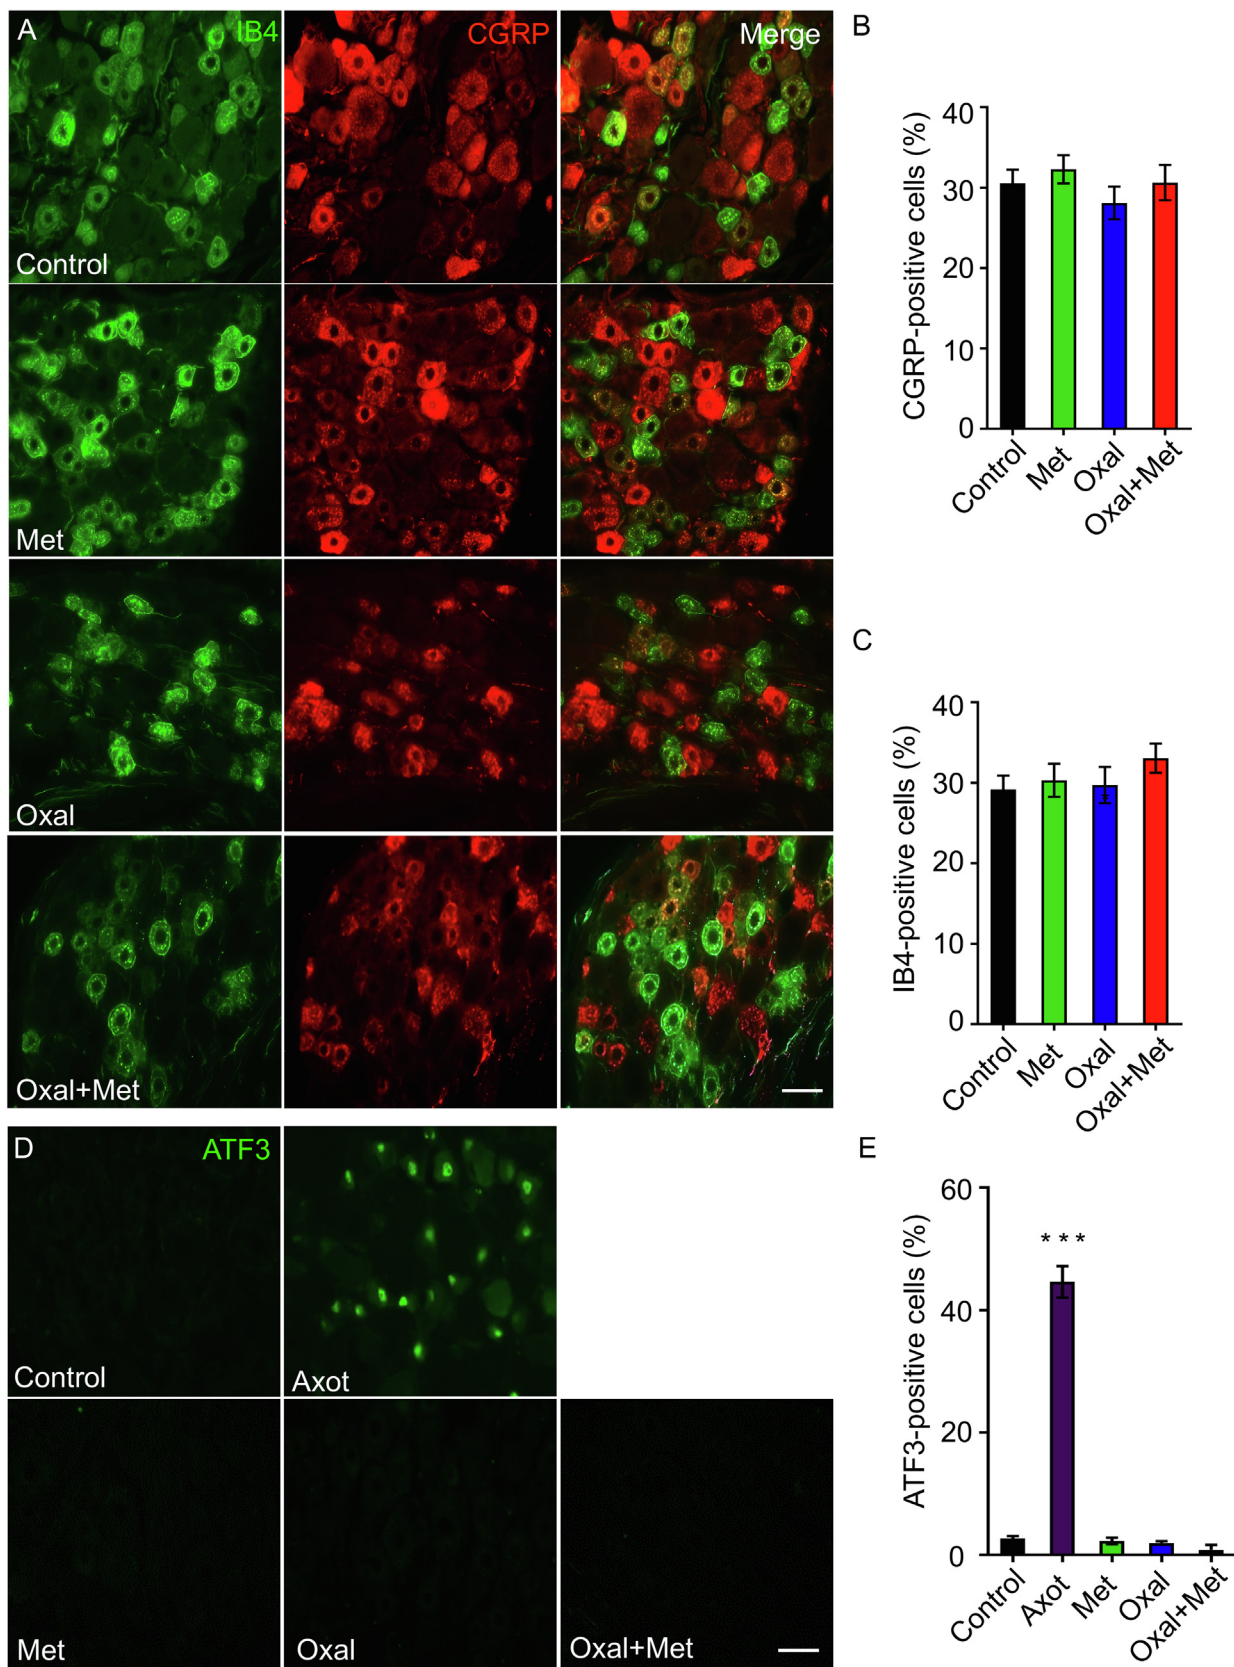 A IB4 CGRP Merge
Control
Met
Oxal
Oxal+Met
B
CGRP-positive cells (%)
40
30
20
10
0
Control
Met
Oxal
Oxal+Met
C
IB4-positive cells (%)
40
30
20
10
0
Control
Met
Oxal
Oxal+Met
D ATF3
Control Axot
Met Oxal Oxal+Met
E
ATF3-positive cells (%)
60
40
20
0
***
Control
Axot
Met
Oxal
Oxal+Met